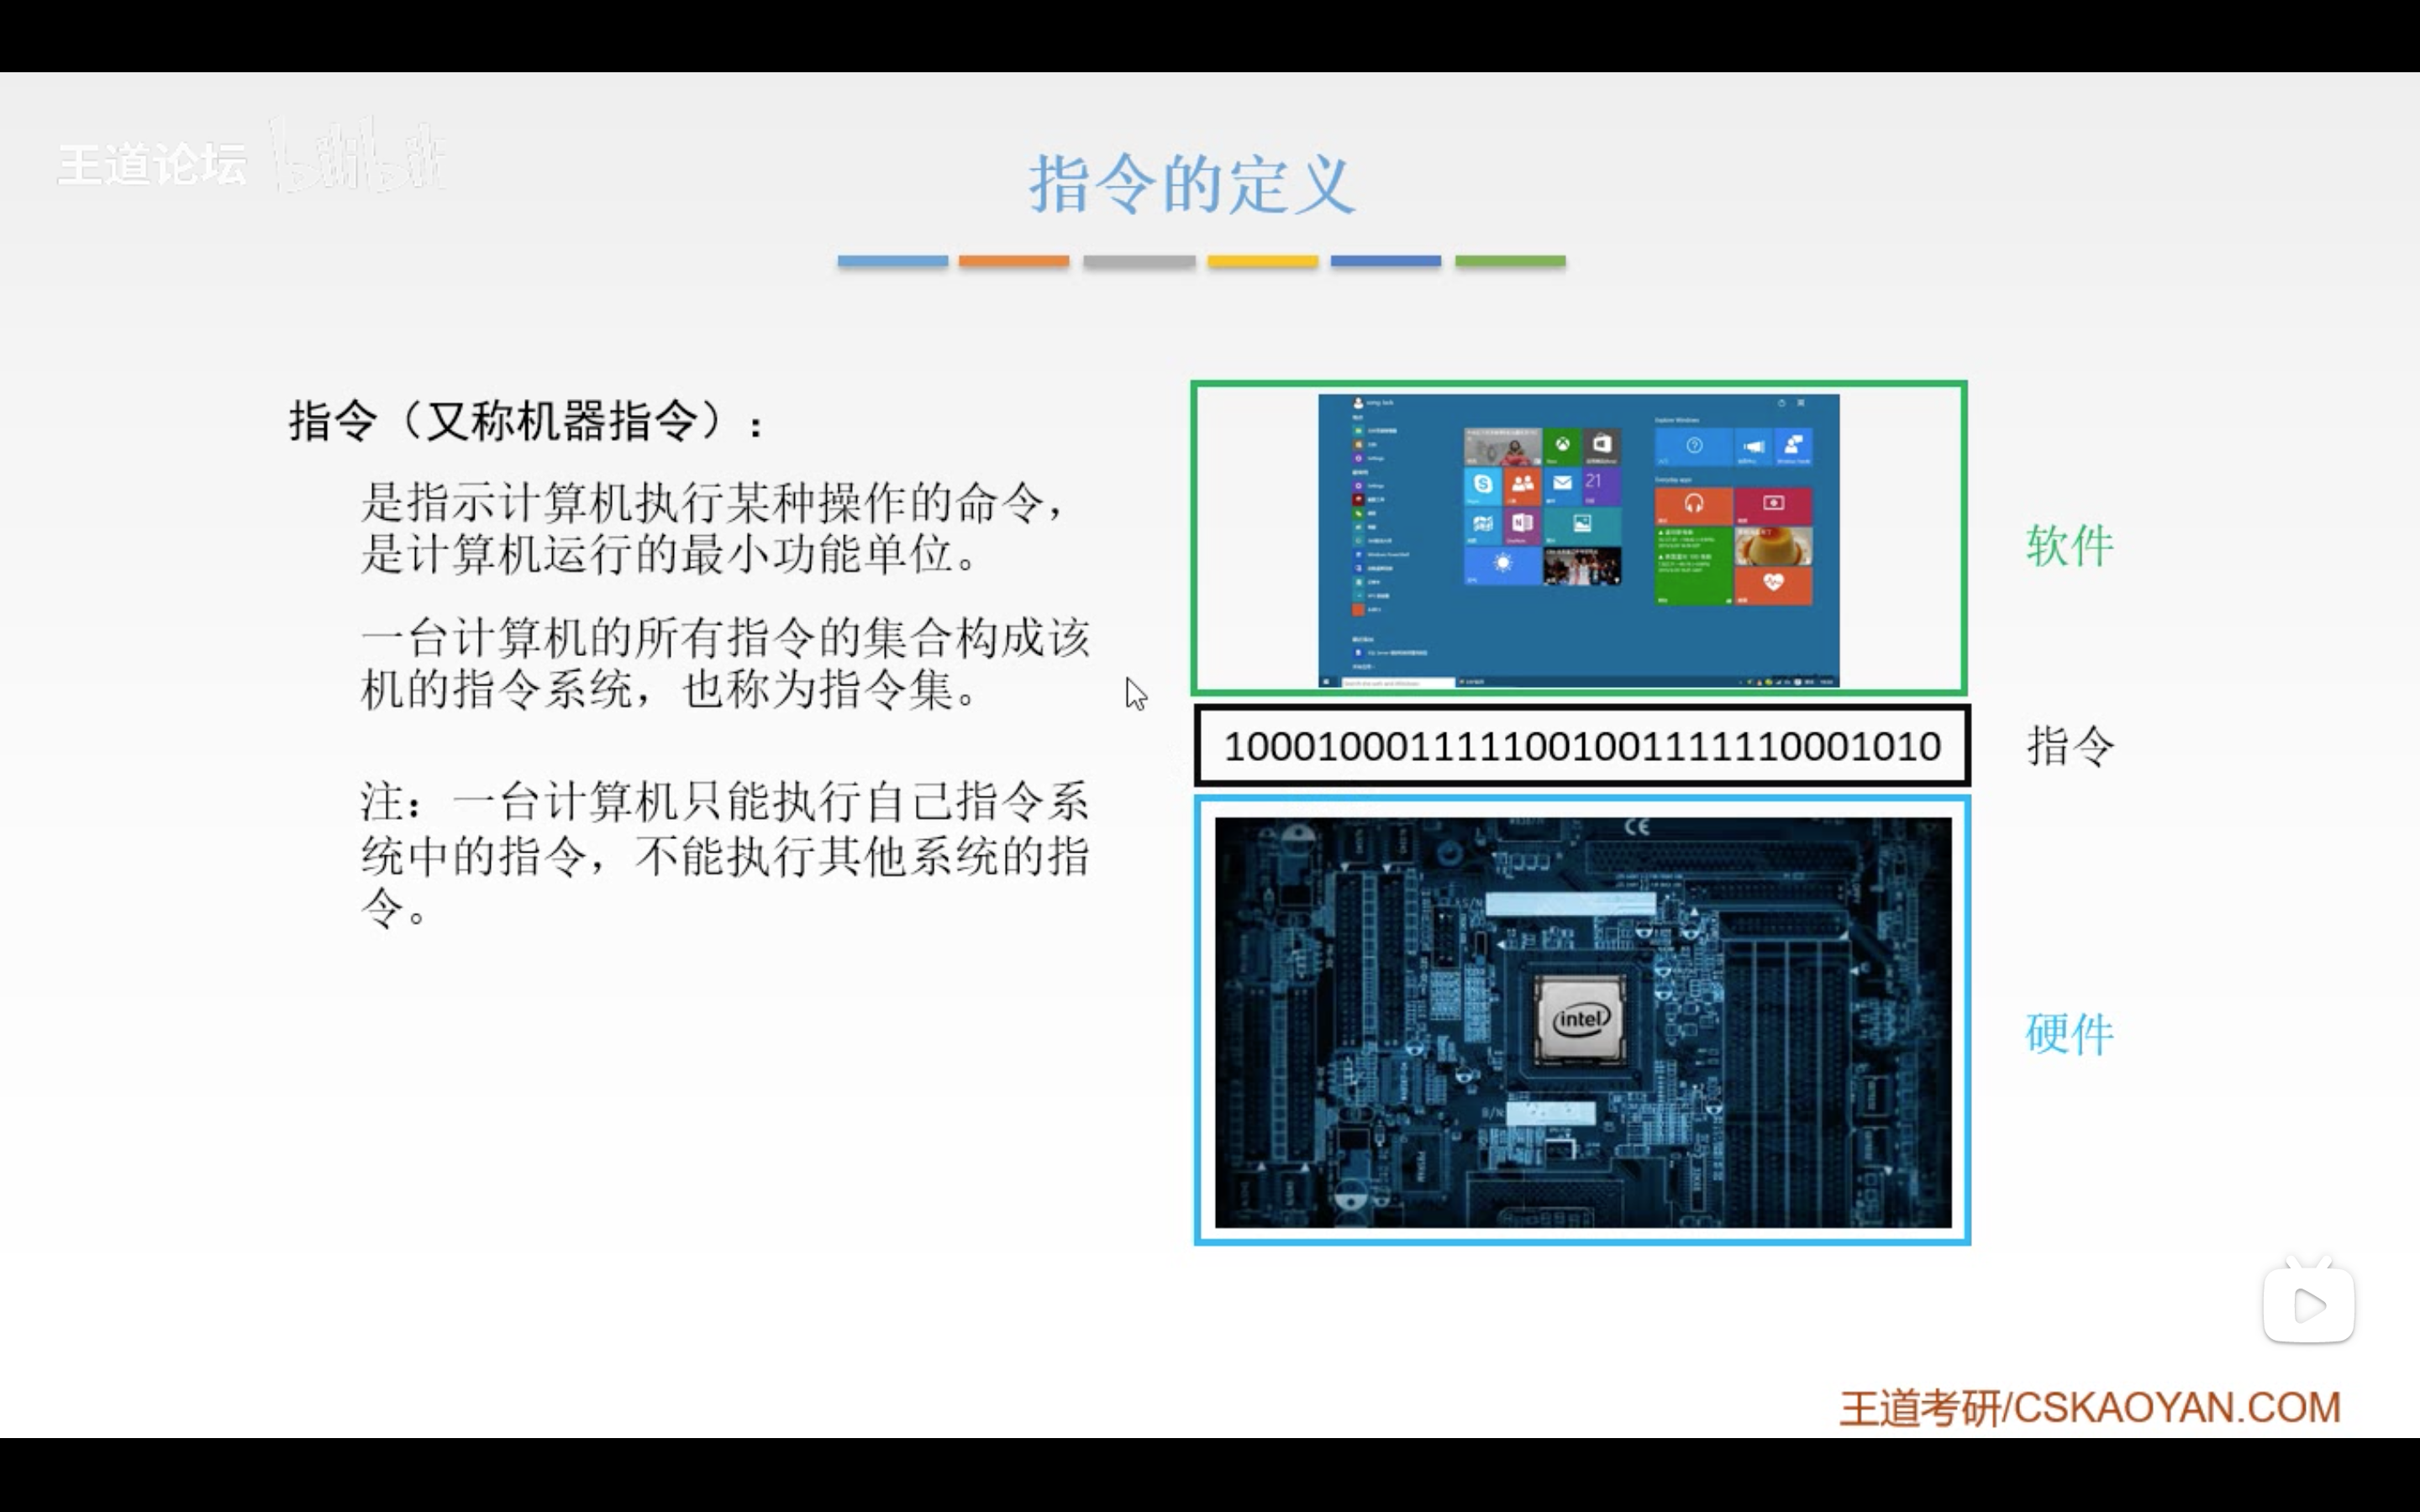 王道论坛 bilibili
指令的定义
指令（又称机器指令）：
是指示计算机执行某种操作的命令，
是计算机运行的最小功能单位。
一台计算机的所有指令的集合构成该
机的指令系统，也称为指令集。
注：一台计算机只能执行自己指令系
统中的指令，不能执行其他系统的指
令。
Explore Windows
21
软件
10001000111111001001111110001010
指令
CE
S/N
intel
B/N
硬件
王道考研/CSKAOYAN.COM